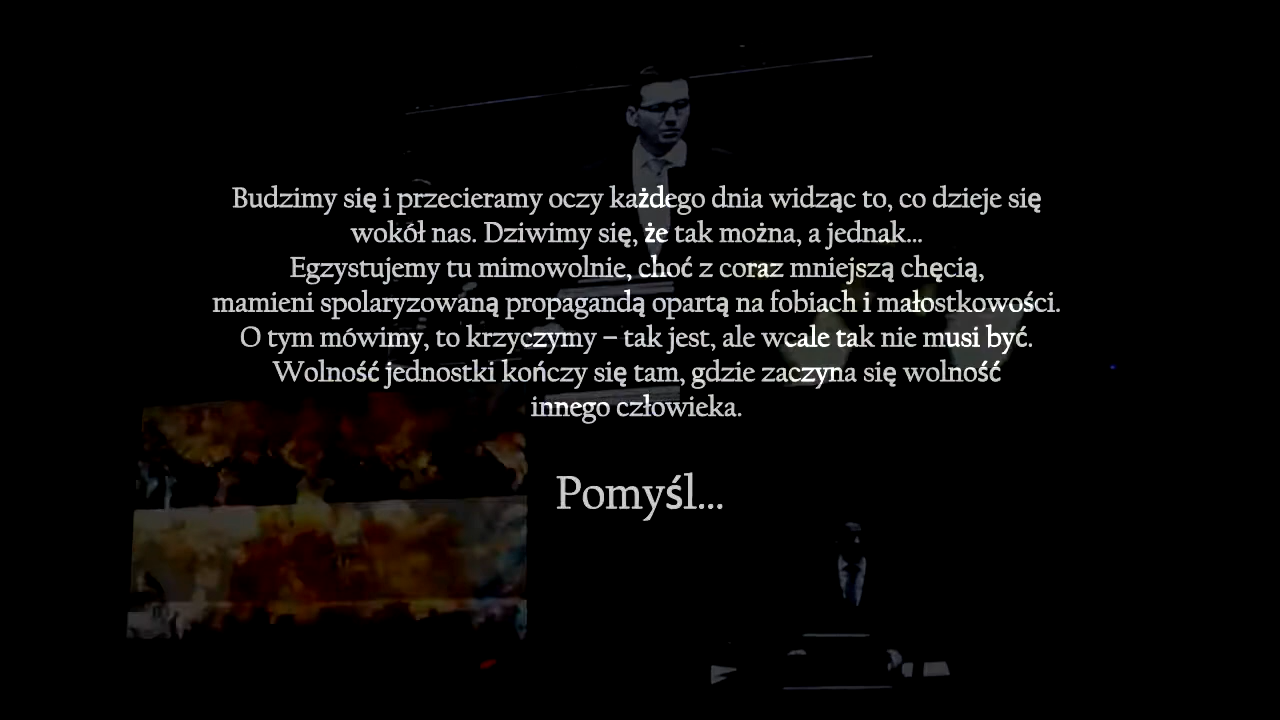 Budzimy się i przecieramy oczy każdego dnia widząc to, co dzieje się
wokół nas. Dziwimy się, że tak można, a jednak...
Egzystujemy tu mimowolnie, choć z coraz mniejszą chęcią,
mamieni spolaryzowaną propagandą opartą na fobiach i małostkowości.
O tym mówimy, to krzyczymy – tak jest, ale wcale tak nie musi być.
Wolność jednostki kończy się tam, gdzie zaczyna się wolność
innego człowieka.
Pomyśl...